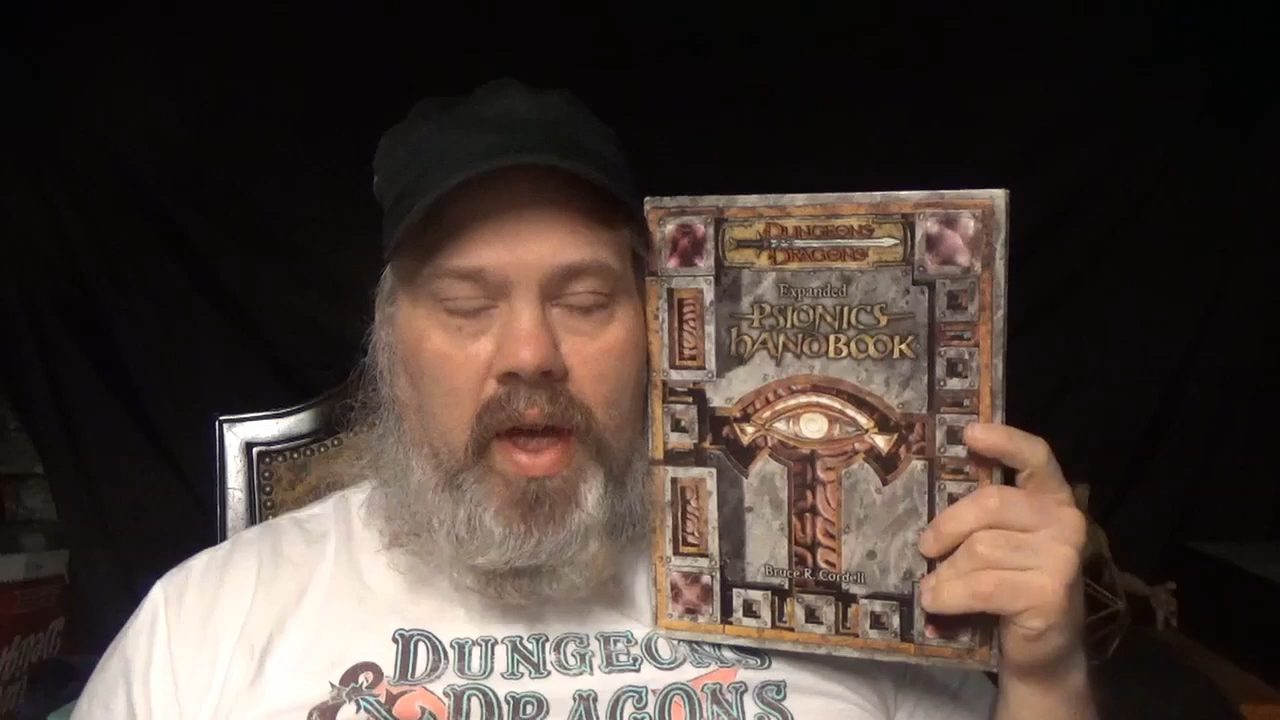 DUNGEONS
DRAGONS
Expanded
PSIONICS
HANDBOOK
Bruce R. Cordell
DUNGEONS
& DRAGONS